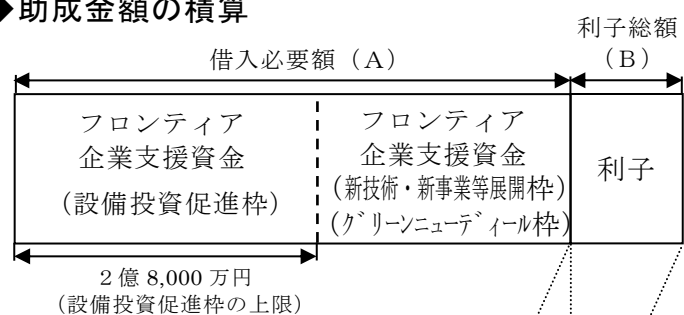 ◆助成金額の積算
利子総額
(B)
借入必要額(A)
フロンティア
企業支援資金
(設備投資促進枠)
フロンティア
企業支援資金
(新技術・新事業等展開枠)
(グリーンニューディール枠)
利子
2億8,000万円
(設備投資促進枠の上限)